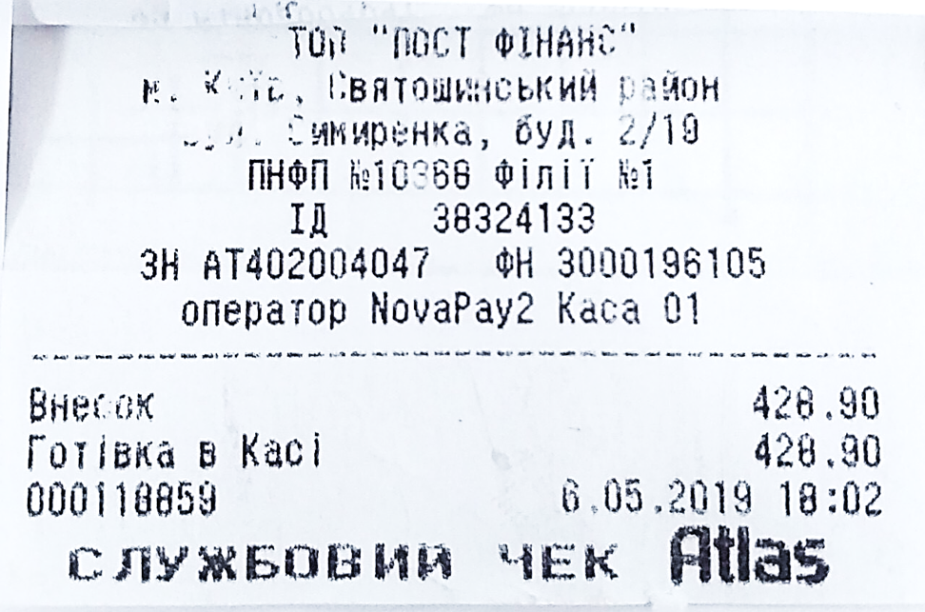 ТОВ "ПОСТ ФІНАНС"
м. Київ, Святошинський район
вул. Симиренка, буд. 2/19
ПНФП №10368 Філії №1
ІД 38324133
ЗН АТ402004047 ФН 3000196105
оператор NovaPay2 Каса 01
Внесок 428.90
Готівка в Касі 428.90
000118859 6.05.2019 18:02
СЛУЖБОВИЙ ЧЕК Atlas